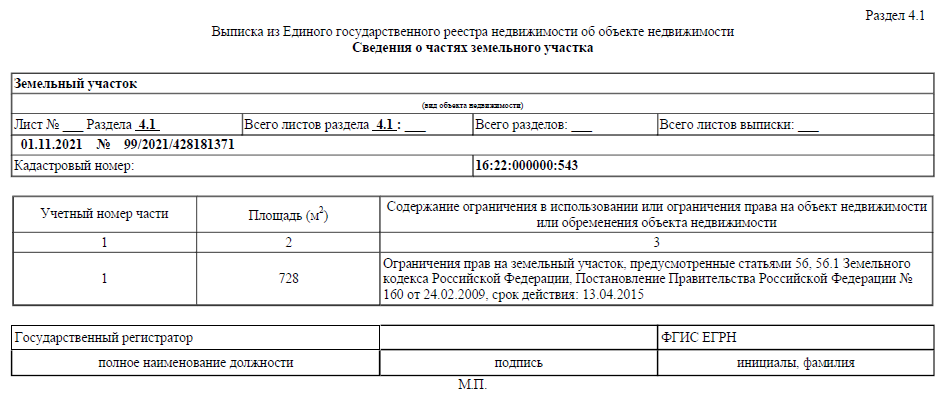 Раздел 4.1
Выписка из Единого государственного реестра недвижимости об объекте недвижимости
Сведения о частях земельного участка
Земельный участок
(вид объекта недвижимости)
Лист № ___ Раздела 4.1 Всего листов раздела 4.1 : ___ Всего разделов: ___ Всего листов выписки: ___
01.11.2021 № 99/2021/428181371
Кадастровый номер: 16:22:000000:543
Учетный номер части Площадь (м2) Содержание ограничения в использовании или ограничения права на объект недвижимости
или обременения объекта недвижимости
1 2 3
1 728 Ограничения прав на земельный участок, предусмотренные статьями 56, 56.1 Земельного
кодекса Российской Федерации, Постановление Правительства Российской Федерации №
160 от 24.02.2009, срок действия: 13.04.2015
Государственный регистратор ФГИС ЕГРН
полное наименование должности подпись инициалы, фамилия
М.П.